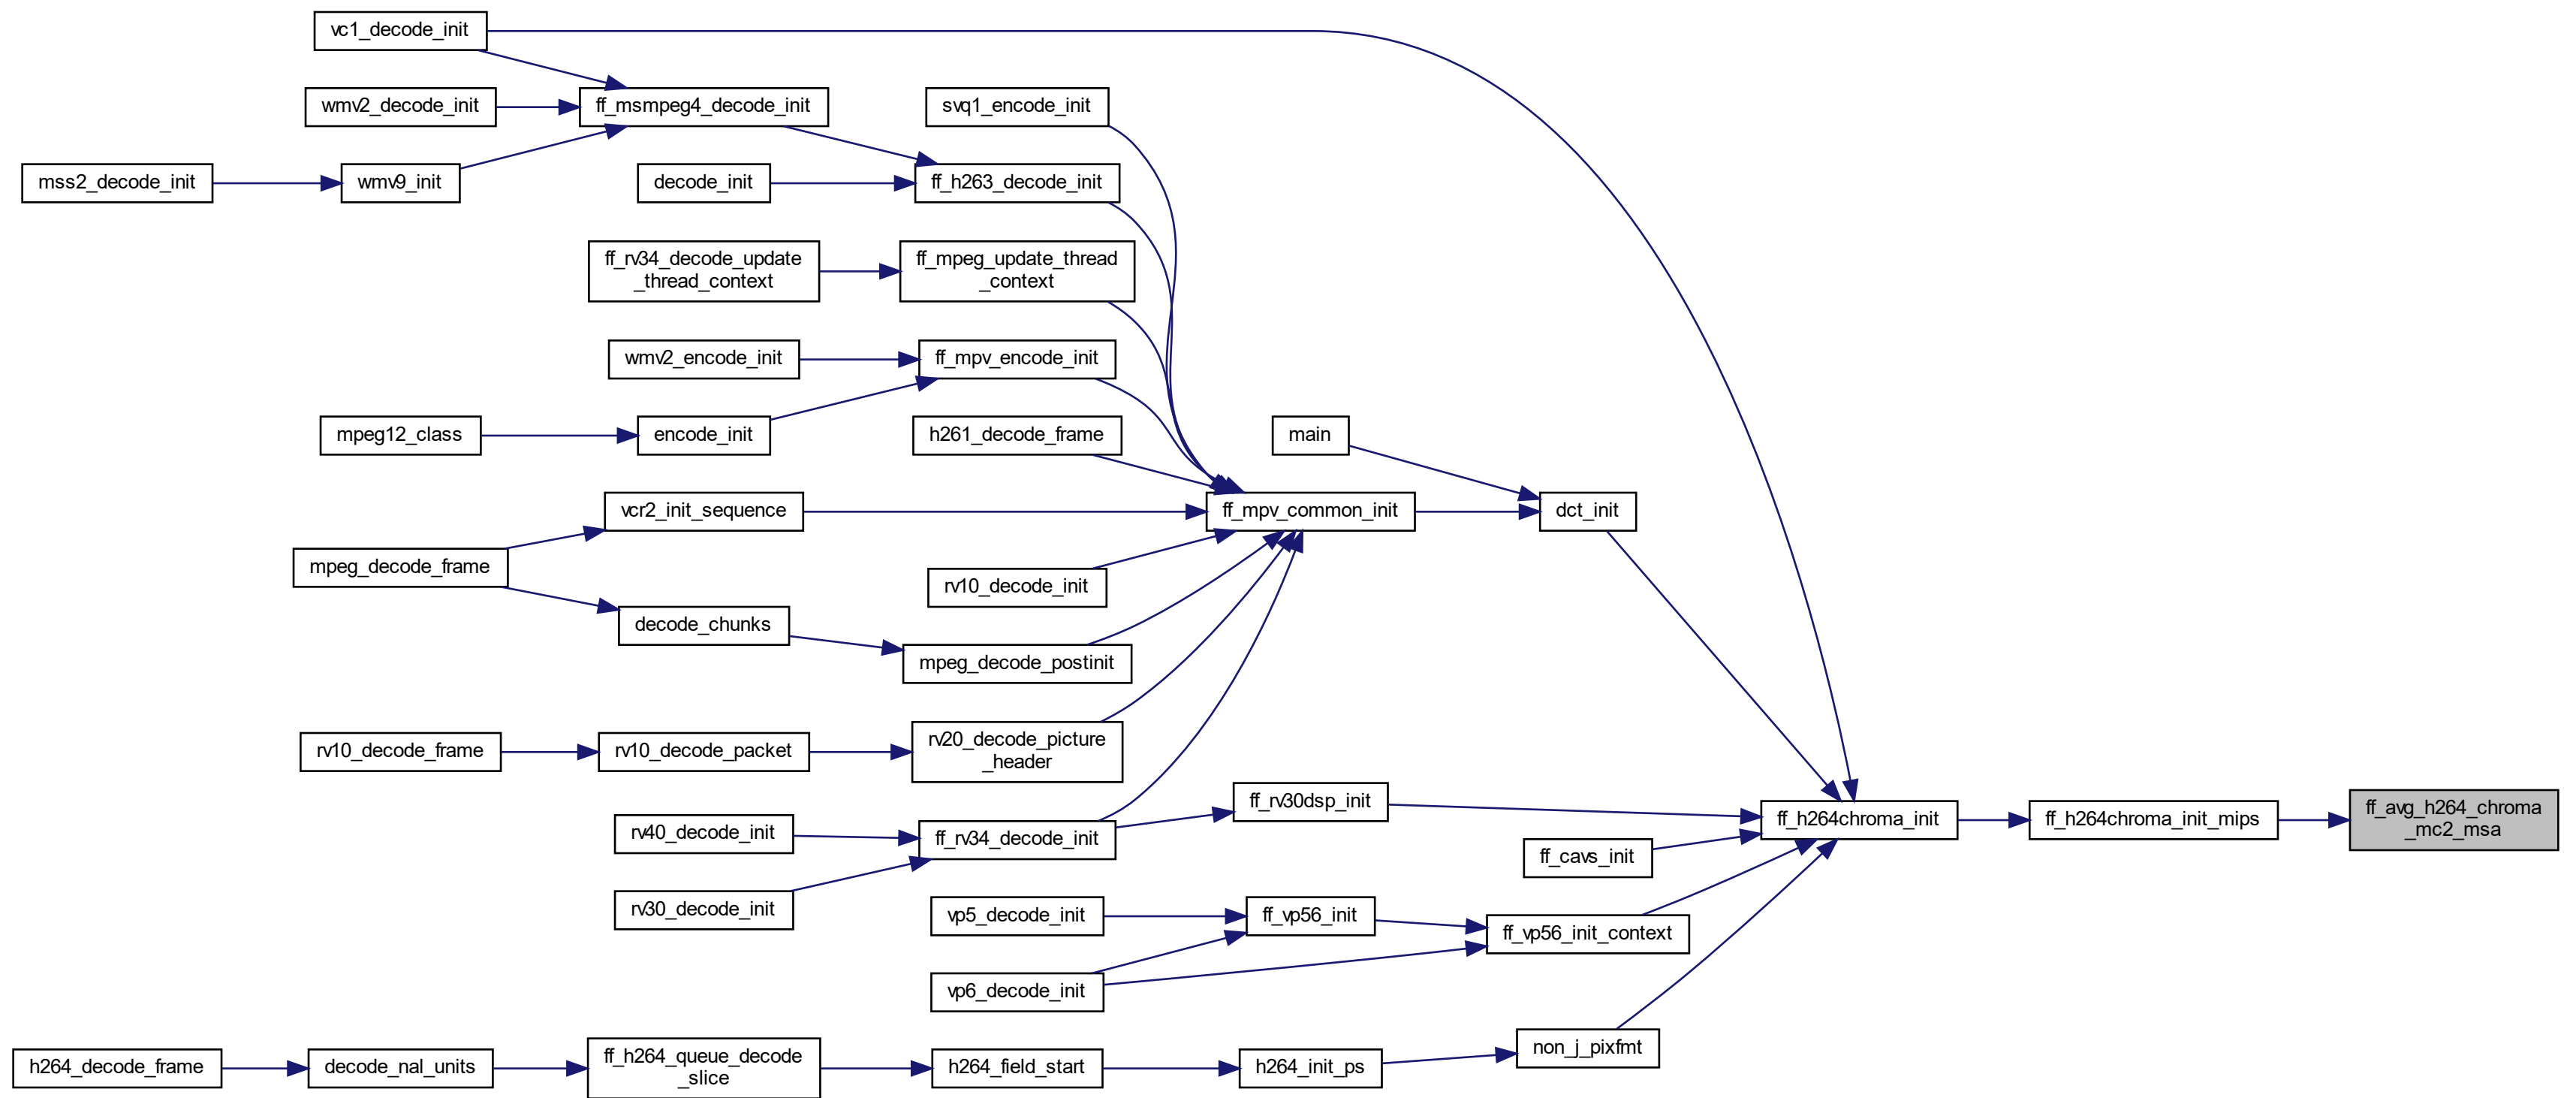 vc1_decode_init
wmv2_decode_init
ff_msmpeg4_decode_init
svq1_encode_init
mss2_decode_init
wmv9_init
decode_init
ff_h263_decode_init
ff_rv34_decode_update
_thread_context
ff_mpeg_update_thread
_context
wmv2_encode_init
ff_mpv_encode_init
mpeg12_class
encode_init
h261_decode_frame
main
vcr2_init_sequence
ff_mpv_common_init
dct_init
mpeg_decode_frame
rv10_decode_init
decode_chunks
mpeg_decode_postinit
rv10_decode_frame
rv10_decode_packet
rv20_decode_picture
_header
ff_rv30dsp_init
rv40_decode_init
ff_rv34_decode_init
ff_cavs_init
ff_h264chroma_init
ff_h264chroma_init_mips
ff_avg_h264_chroma
_mc2_msa
rv30_decode_init
vp5_decode_init
ff_vp56_init
ff_vp56_init_context
vp6_decode_init
non_j_pixfmt
h264_decode_frame
decode_nal_units
ff_h264_queue_decode
_slice
h264_field_start
h264_init_ps